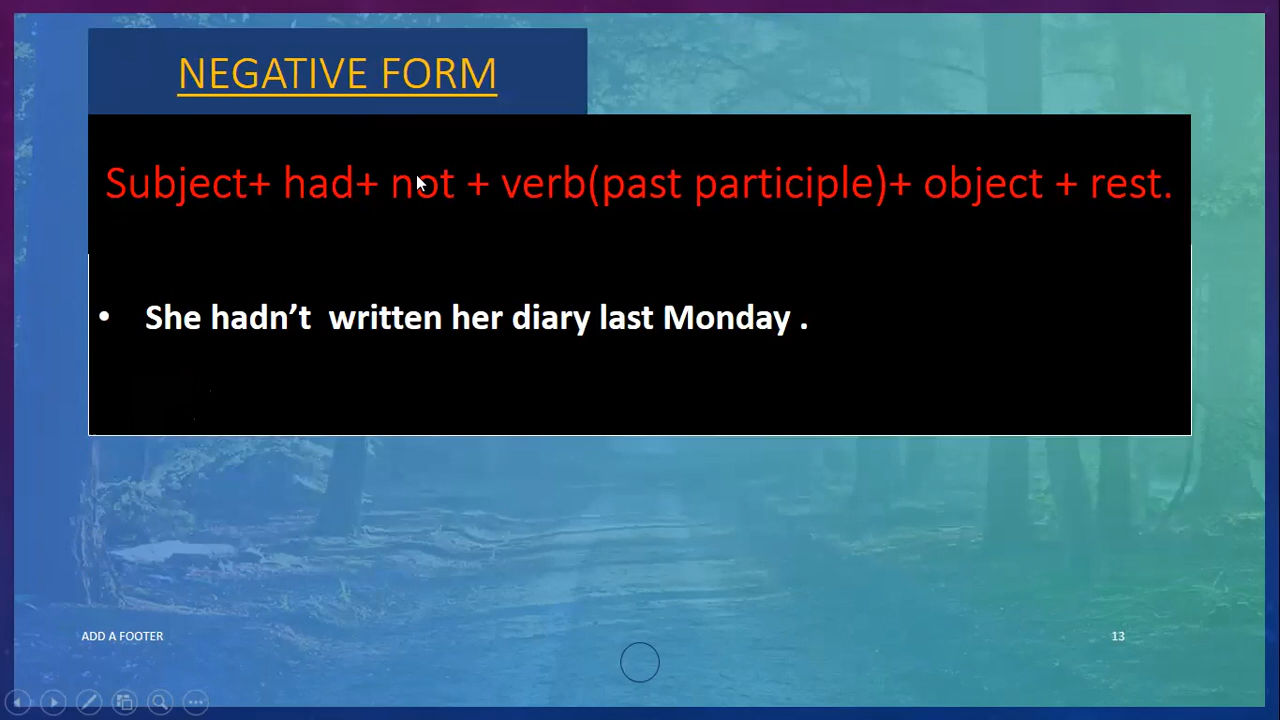 NEGATIVE FORM
Subject+ had+ not + verb(past participle)+ object + rest.
• She hadn’t  written her diary last Monday .
ADD A FOOTER
13